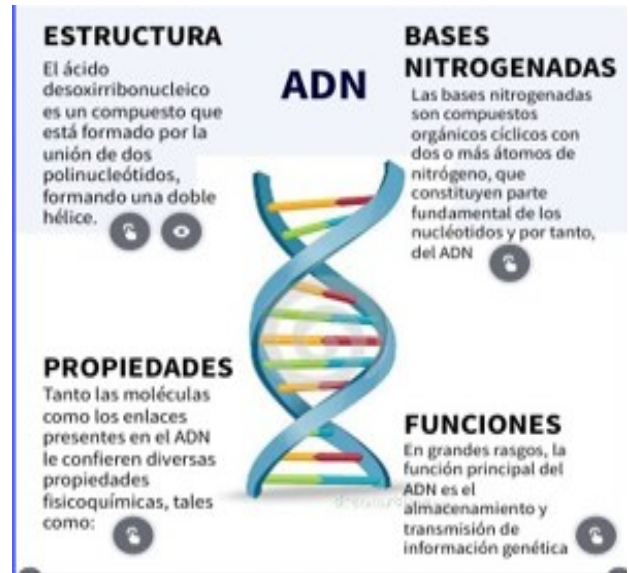 ESTRUCTURA
El ácido
desoxirribonucleico
es un compuesto que
está formado por la
unión de dos
polinucleótidos,
formando una doble
hélice.
ADN
BASES
NITROGENADAS
Las bases nitrogenadas
son compuestos
orgánicos cíclicos con
dos o más átomos de
nitrógeno, que
constituyen parte
fundamental de los
nucléotidos y por tanto,
del ADN
PROPIEDADES
Tanto las moléculas
como los enlaces
presentes en el ADN
le confieren diversas
propiedades
fisicoquímicas, tales
como:
FUNCIONES
En grandes rasgos, la
función principal del
ADN es el
almacenamiento y
transmisión de
información genética